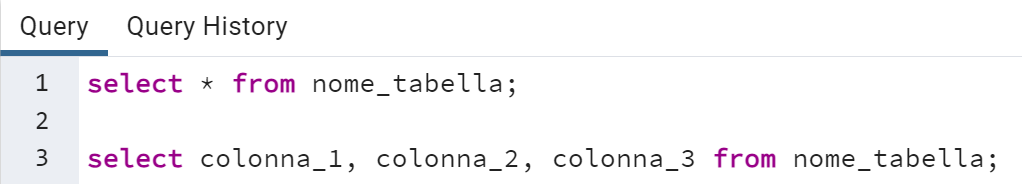 Query Query History
1 select * from nome_tabella;
2
3 select colonna_1, colonna_2, colonna_3 from nome_tabella;